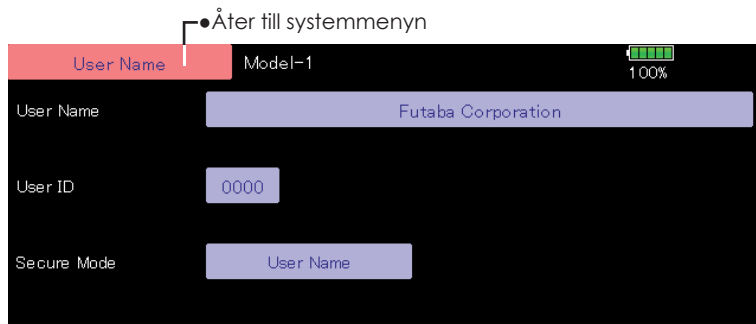 ●Åter till systemmenyn
User Name Model-1
100%
User Name Futaba Corporation
User ID 0000
Secure Mode User Name